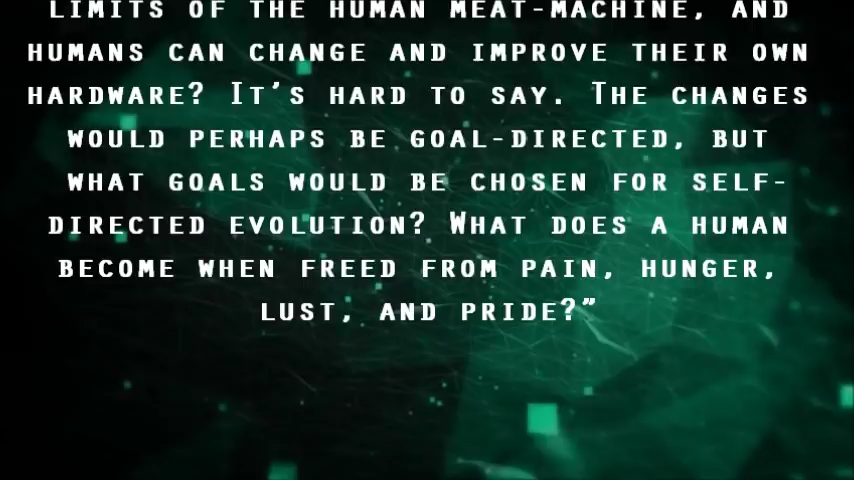 LIMITS OF THE HUMAN MEAT-MACHINE, AND
HUMANS CAN CHANGE AND IMPROVE THEIR OWN
HARDWARE? IT'S HARD TO SAY. THE CHANGES
WOULD PERHAPS BE GOAL-DIRECTED, BUT
WHAT GOALS WOULD BE CHOSEN FOR SELF-
DIRECTED EVOLUTION? WHAT DOES A HUMAN
BECOME WHEN FREED FROM PAIN, HUNGER,
LUST, AND PRIDE?”